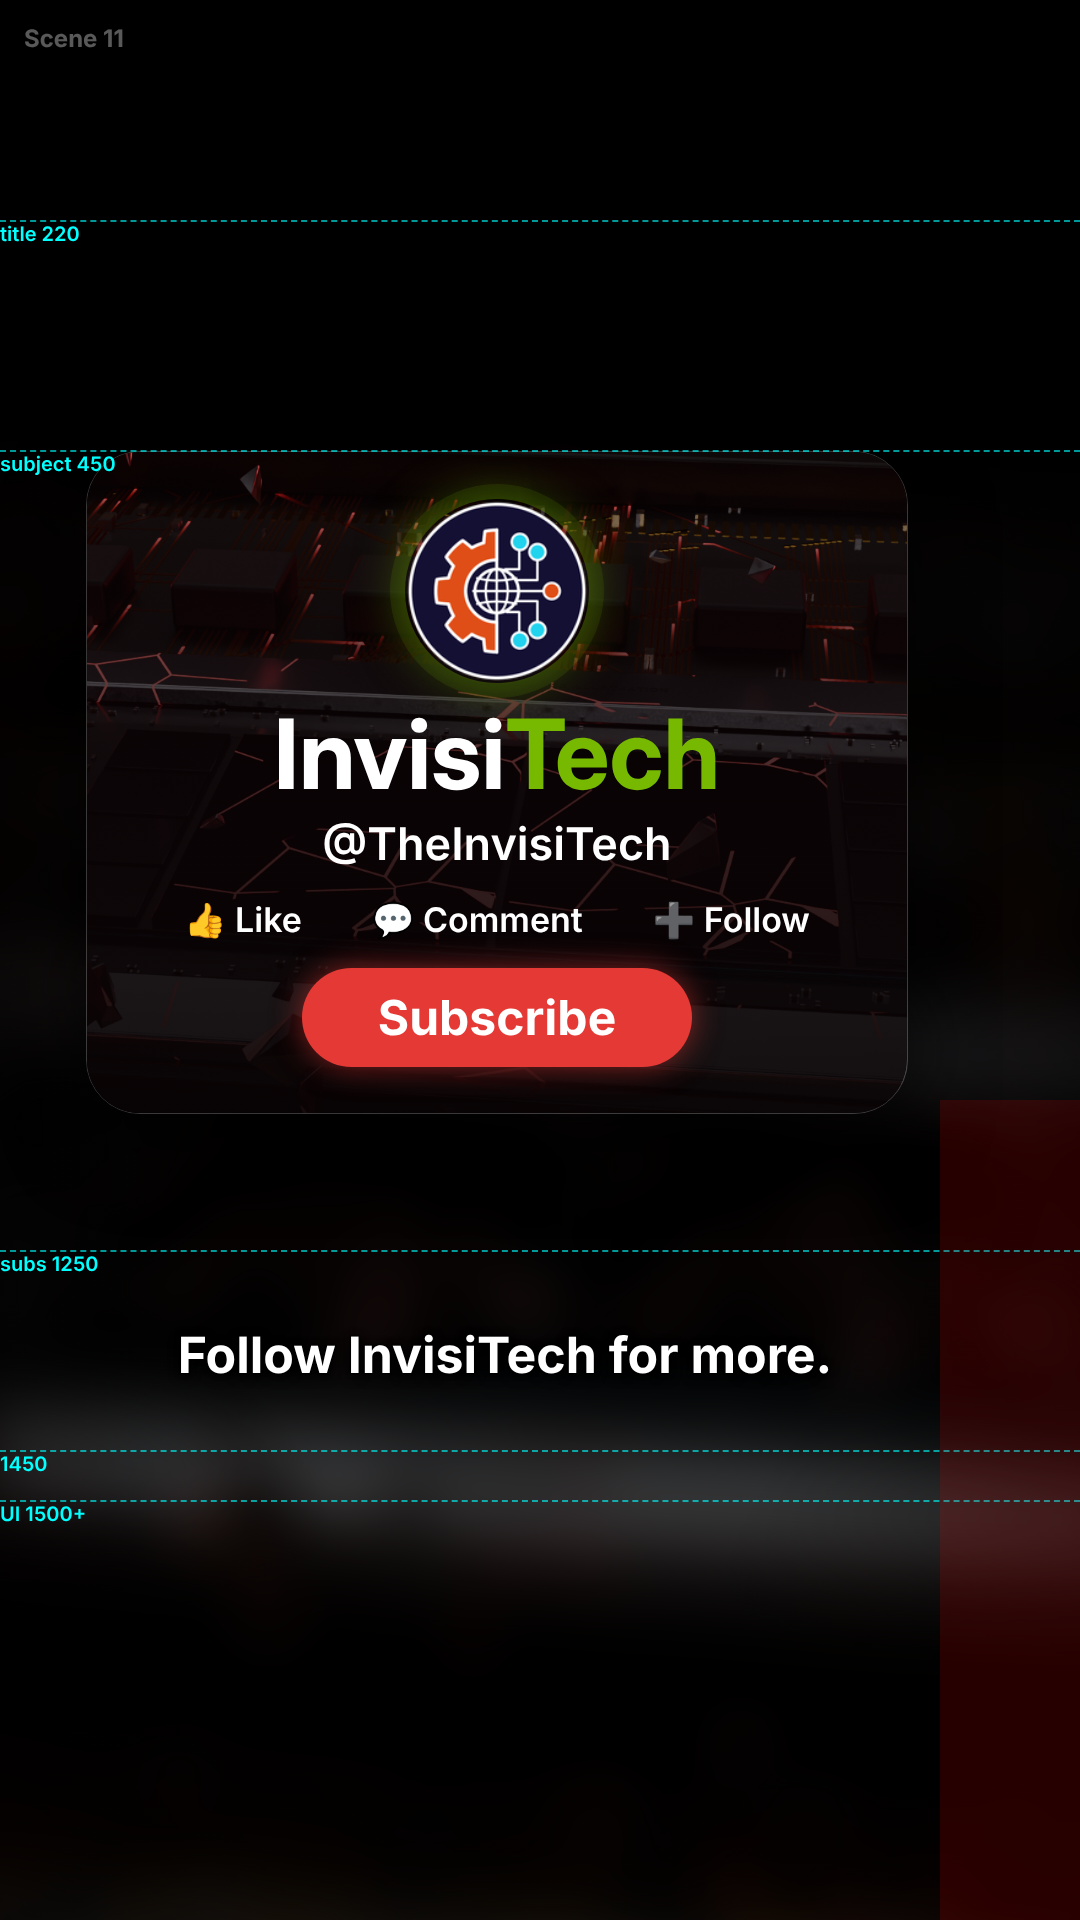 Scene 11
title 220
subject 450
InvisiTech
@TheInvisiTech
👍 Like 💬 Comment ➕ Follow
Subscribe
subs 1250
Follow InvisiTech for more.
1450
UI 1500+